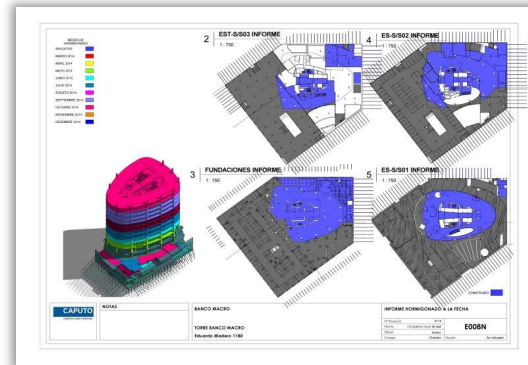 MESES DE
HORMIGONADO
MARZO 2014
ABRIL 2014
MAYO 2014
JUNIO 2014
JULIO 2014
AGOSTO 2014
SEPTIEMBRE 2014
OCTUBRE 2014
NOVIEMBRE 2014
DICIEMBRE 2014
2 EST-S/S03 INFORME
1 : 750
4 ES-S/S02 INFORME
1 : 750
3 FUNDACIONES INFORME
1 : 750
5 ES-S/S01 INFORME
1 : 750
CONSTRUIDO
CAPUTO
NOTAS
BANCO MACRO
TORRE BANCO MACRO
Eduardo Madero 1180
INFORME HORMIGONADO A LA FECHA
E008N